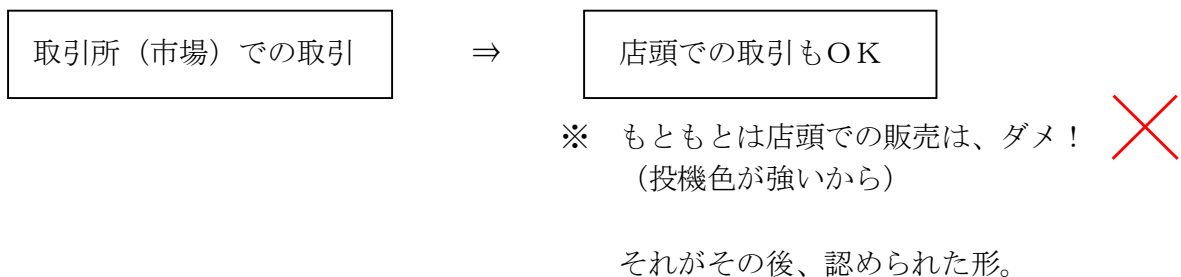 取引所（市場）での取引 ⇒ 店頭での取引もＯＫ
※ もともとは店頭での販売は、ダメ！
（投機色が強いから）
それがその後、認められた形。